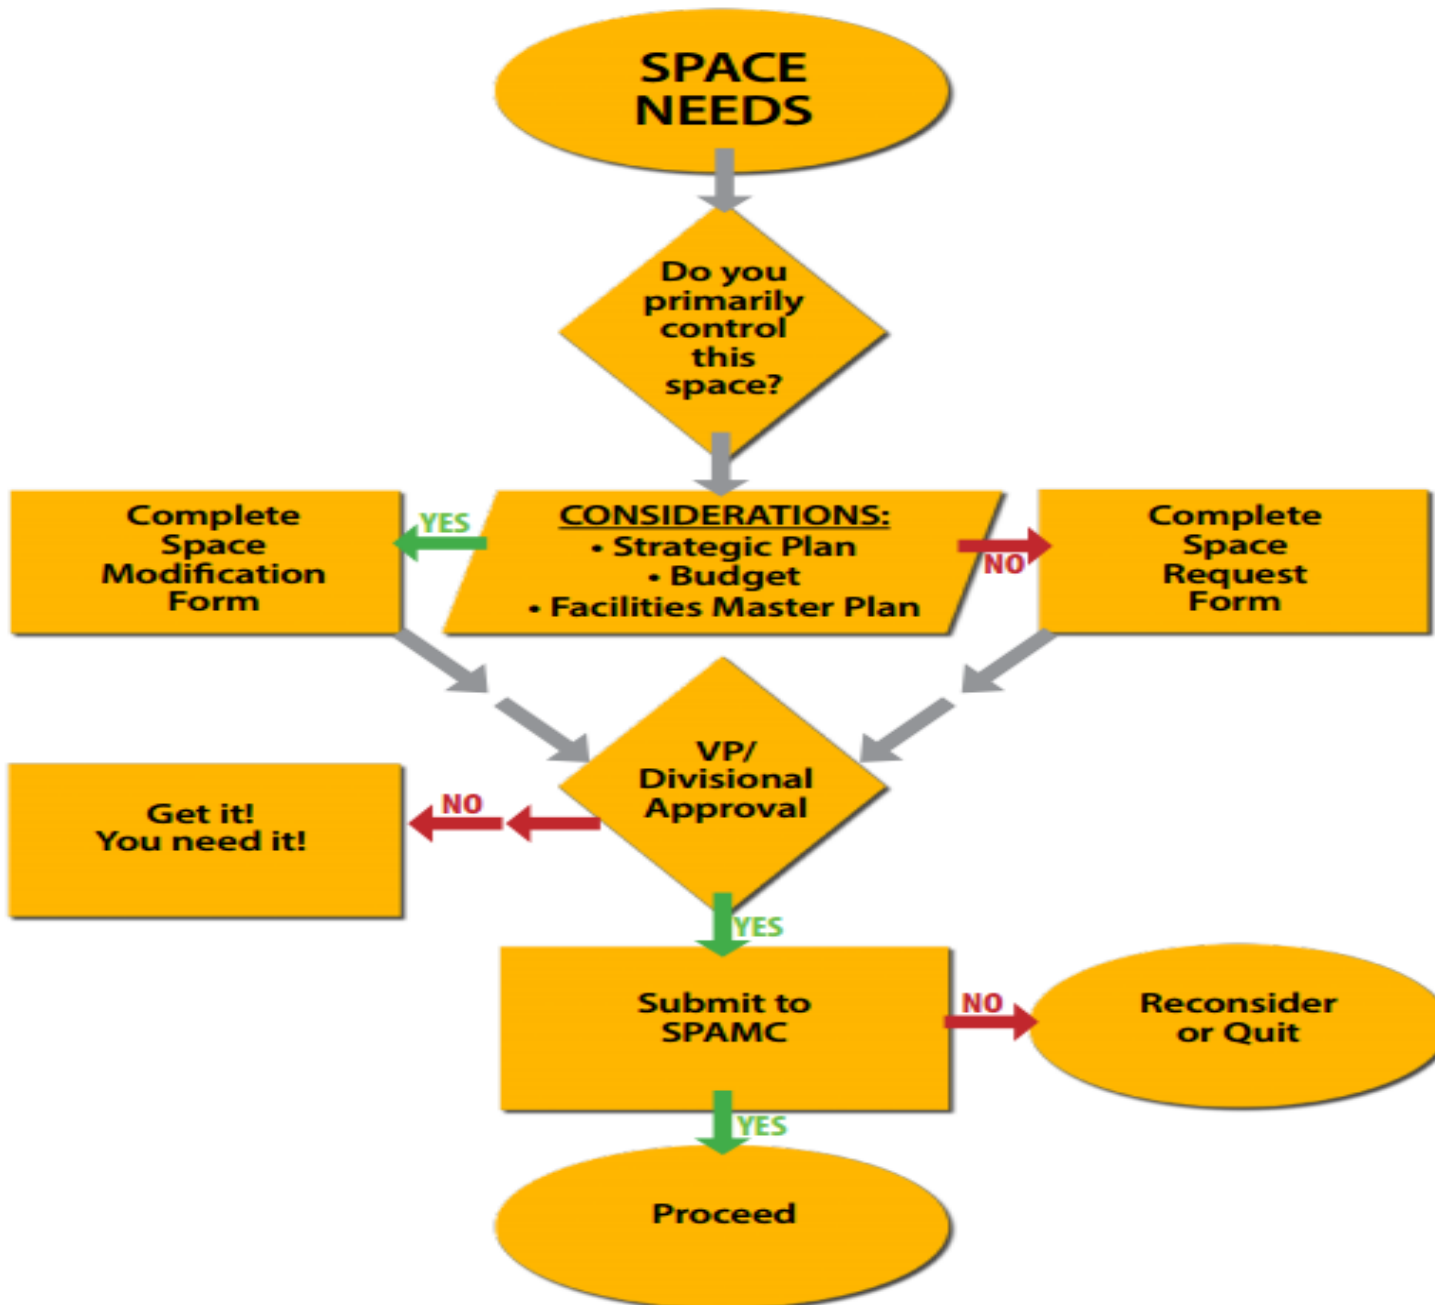 SPACE
NEEDS
Do you
primarily
control
this
space?
Complete
Space
Modification
Form
YES
CONSIDERATIONS:
• Strategic Plan
• Budget
• Facilities Master Plan
NO
Complete
Space
Request
Form
VP/
Divisional
Approval
NO
Get it!
You need it!
YES
Submit to
SPAMC
NO
Reconsider
or Quit
YES
Proceed